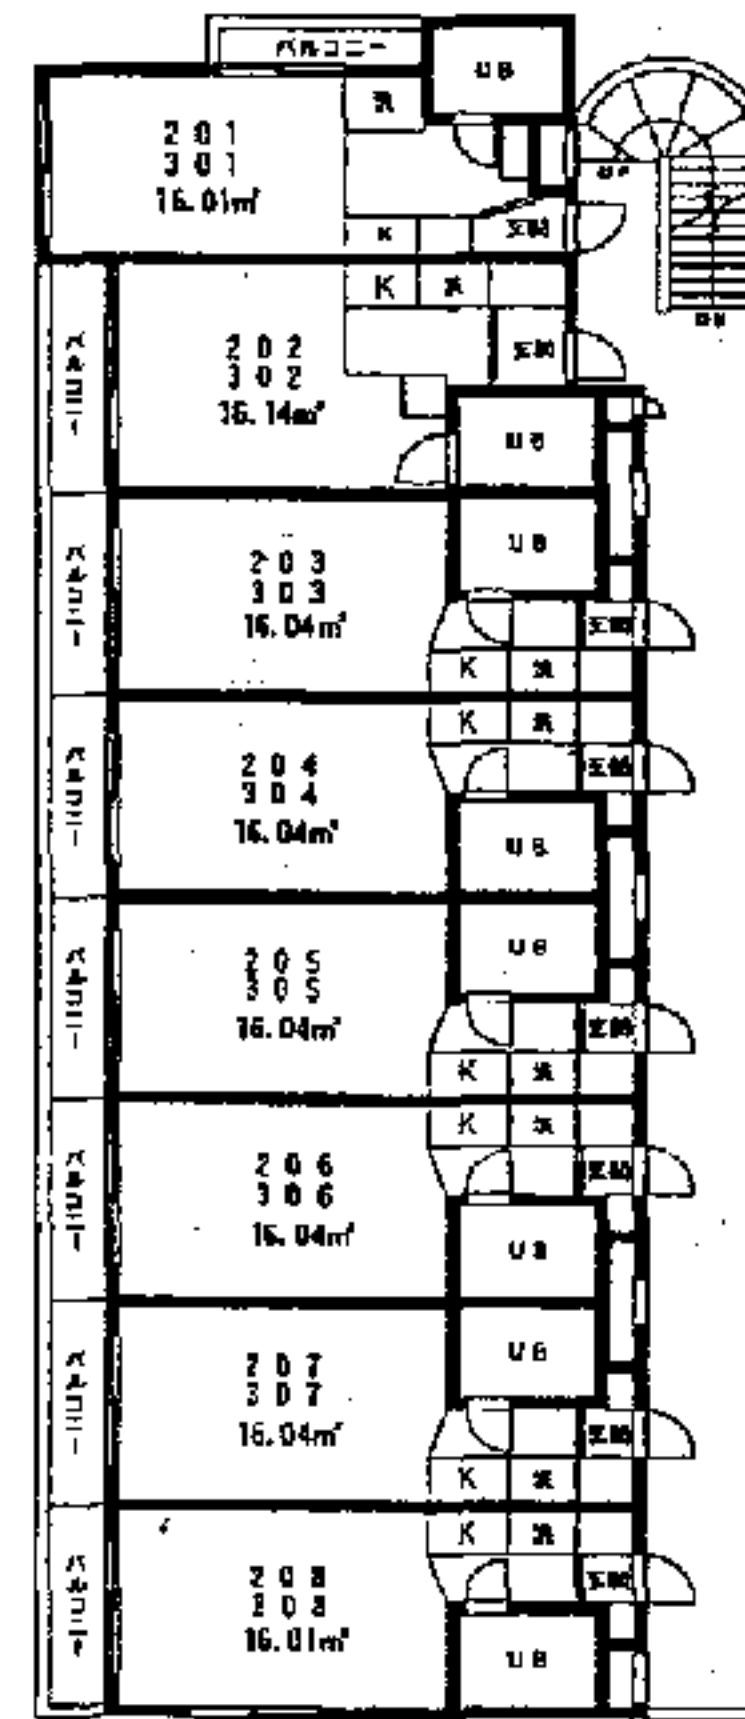 バルコニー
UB
洗
201
301
16.01㎡
K
玄関
K
洗
バルコニー
202
302
16.14㎡
玄関
UB
バルコニー
203
303
16.04㎡
UB
玄関
K
洗
バルコニー
204
304
16.04㎡
K
洗
玄関
UB
バルコニー
205
305
16.04㎡
UB
玄関
K
洗
バルコニー
206
306
16.04㎡
K
洗
玄関
UB
バルコニー
207
307
16.04㎡
UB
玄関
K
洗
バルコニー
208
308
16.01㎡
K
洗
玄関
UB